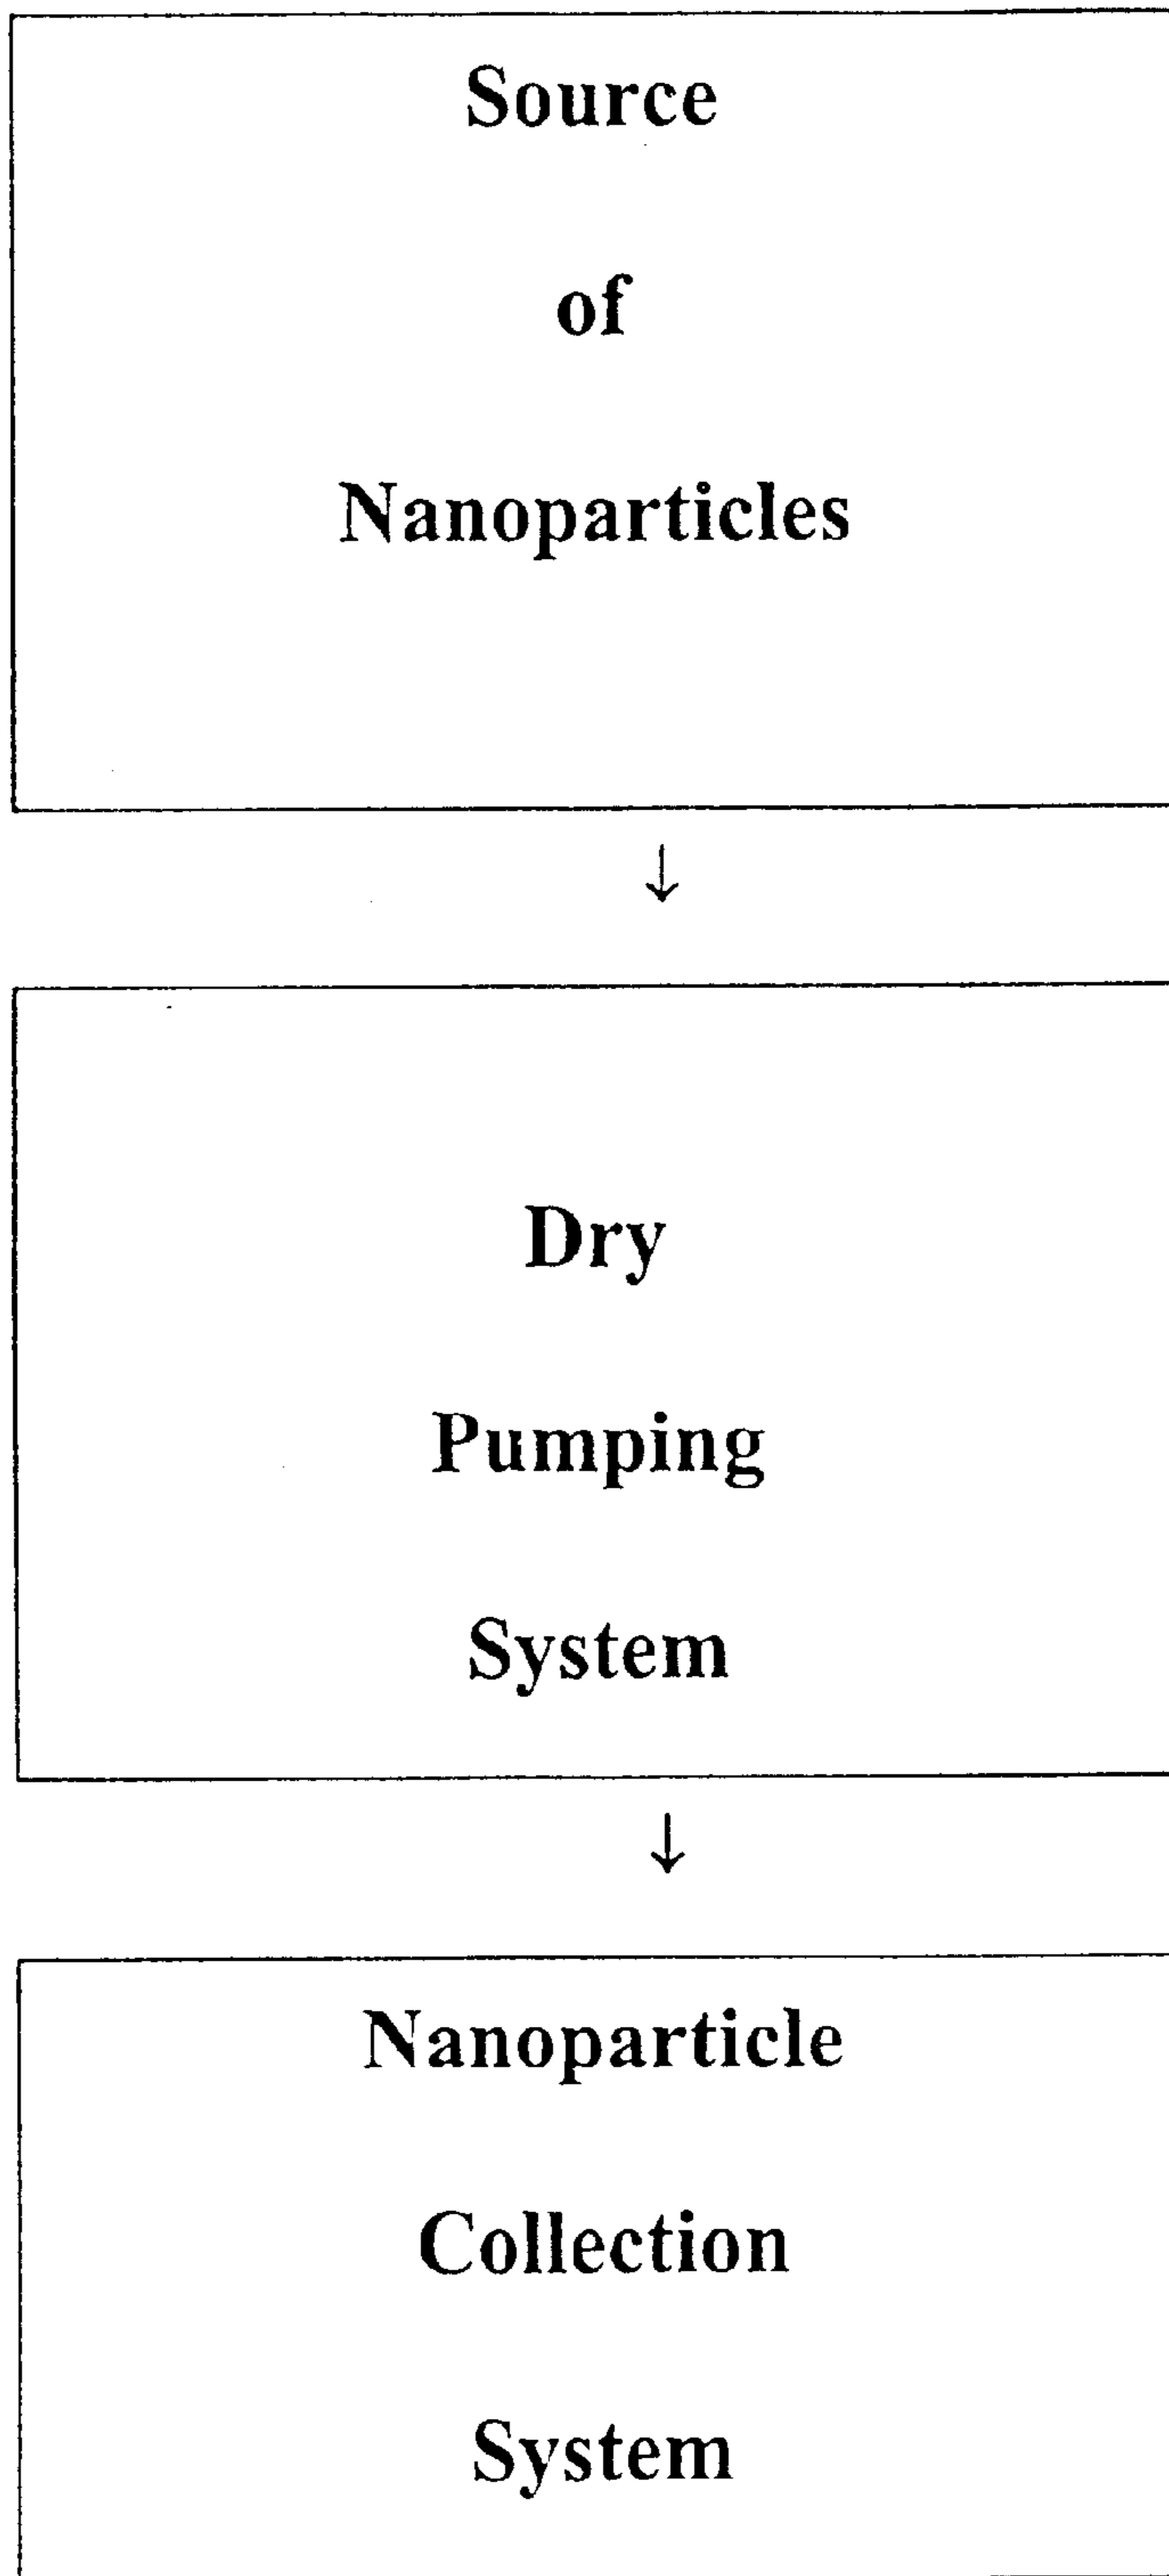 Source
of
Nanoparticles
↓
Dry
Pumping
System
↓
Nanoparticle
Collection
System